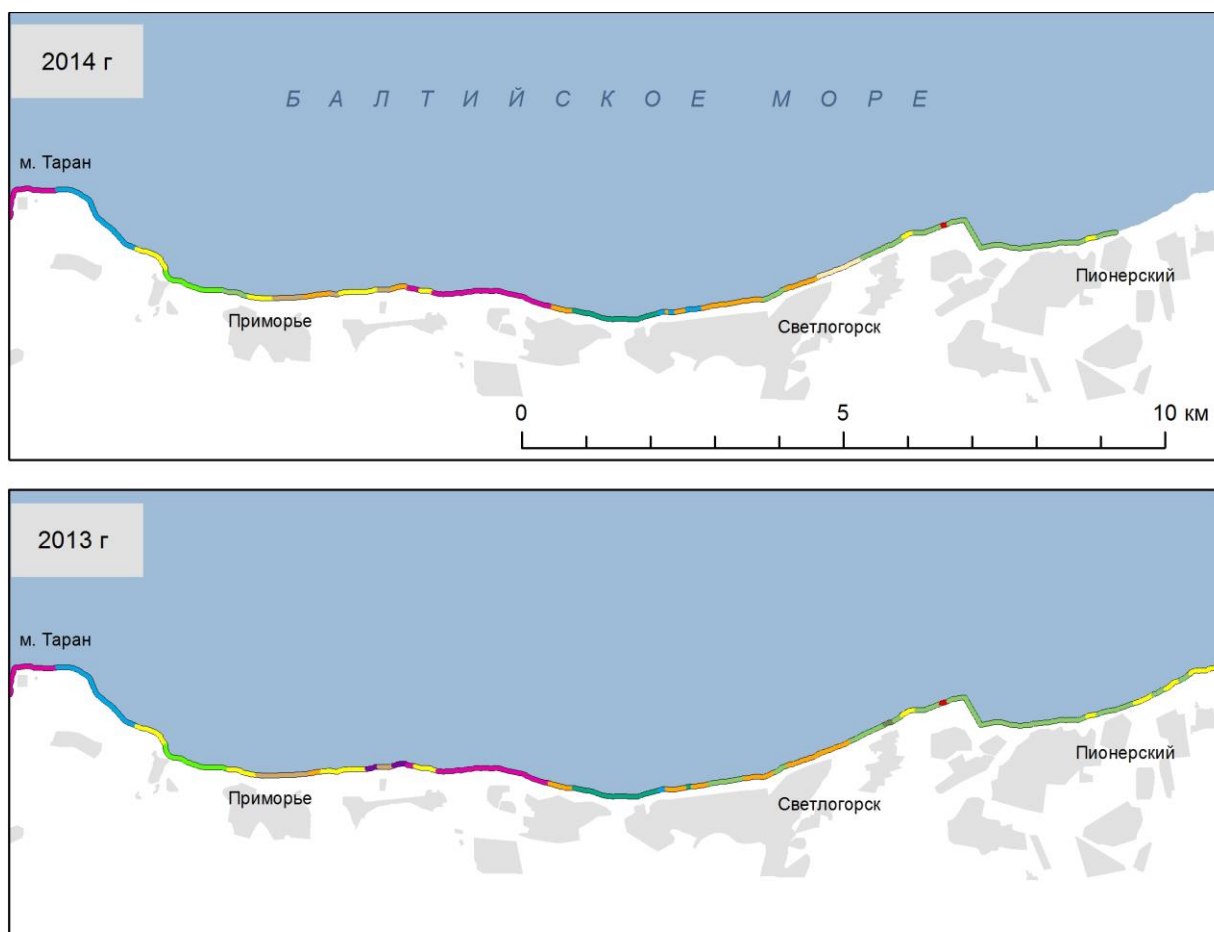 2014 г
БАЛТИЙСКОЕ МОРЕ
м. Таран
Пионерский
Приморье
Светлогорск
0 5 10 км
2013 г
м. Таран
Пионерский
Приморье
Светлогорск